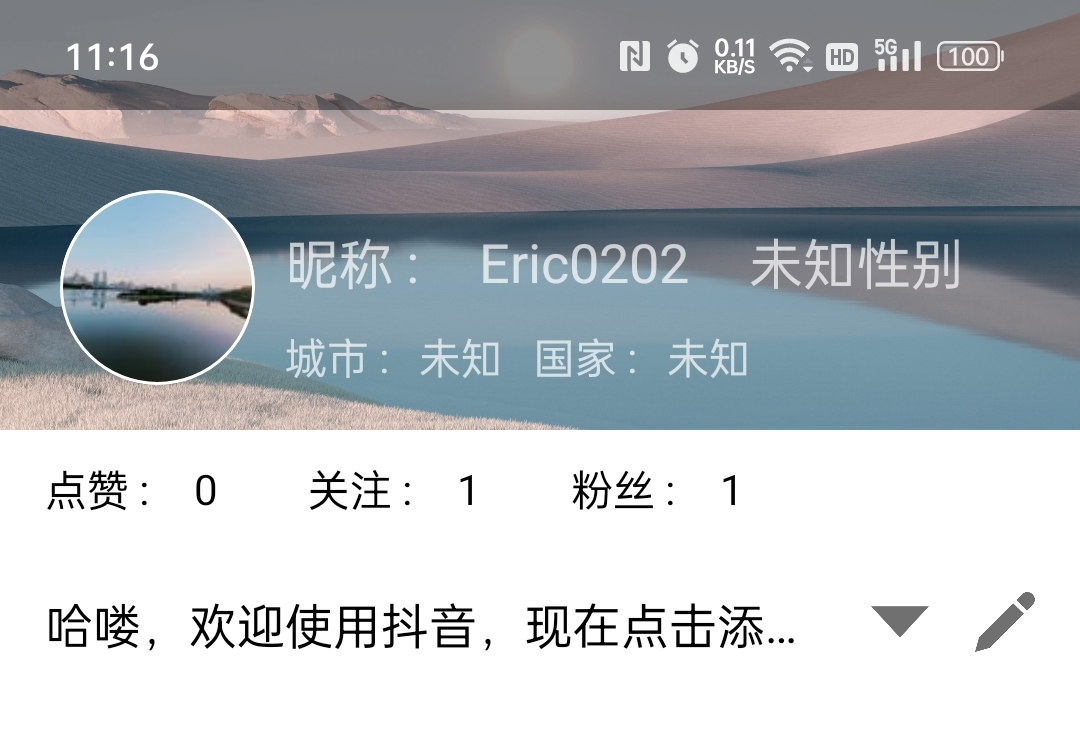 11:16 0.11 KB/S HD 5G 100
昵称： Eric0202 未知性别
城市： 未知 国家： 未知
点赞： 0 关注： 1 粉丝： 1
哈喽，欢迎使用抖音，现在点击添...